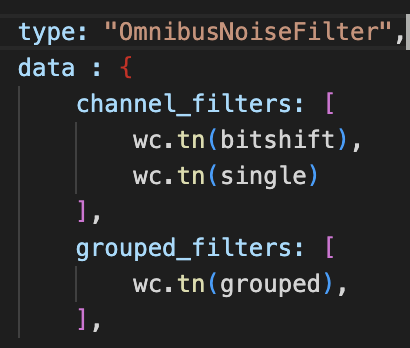 type: "OmnibusNoiseFilter",
data : {
    channel_filters: [
        wc.tn(bitshift),
        wc.tn(single)
    ],
    grouped_filters: [
        wc.tn(grouped),
    ],